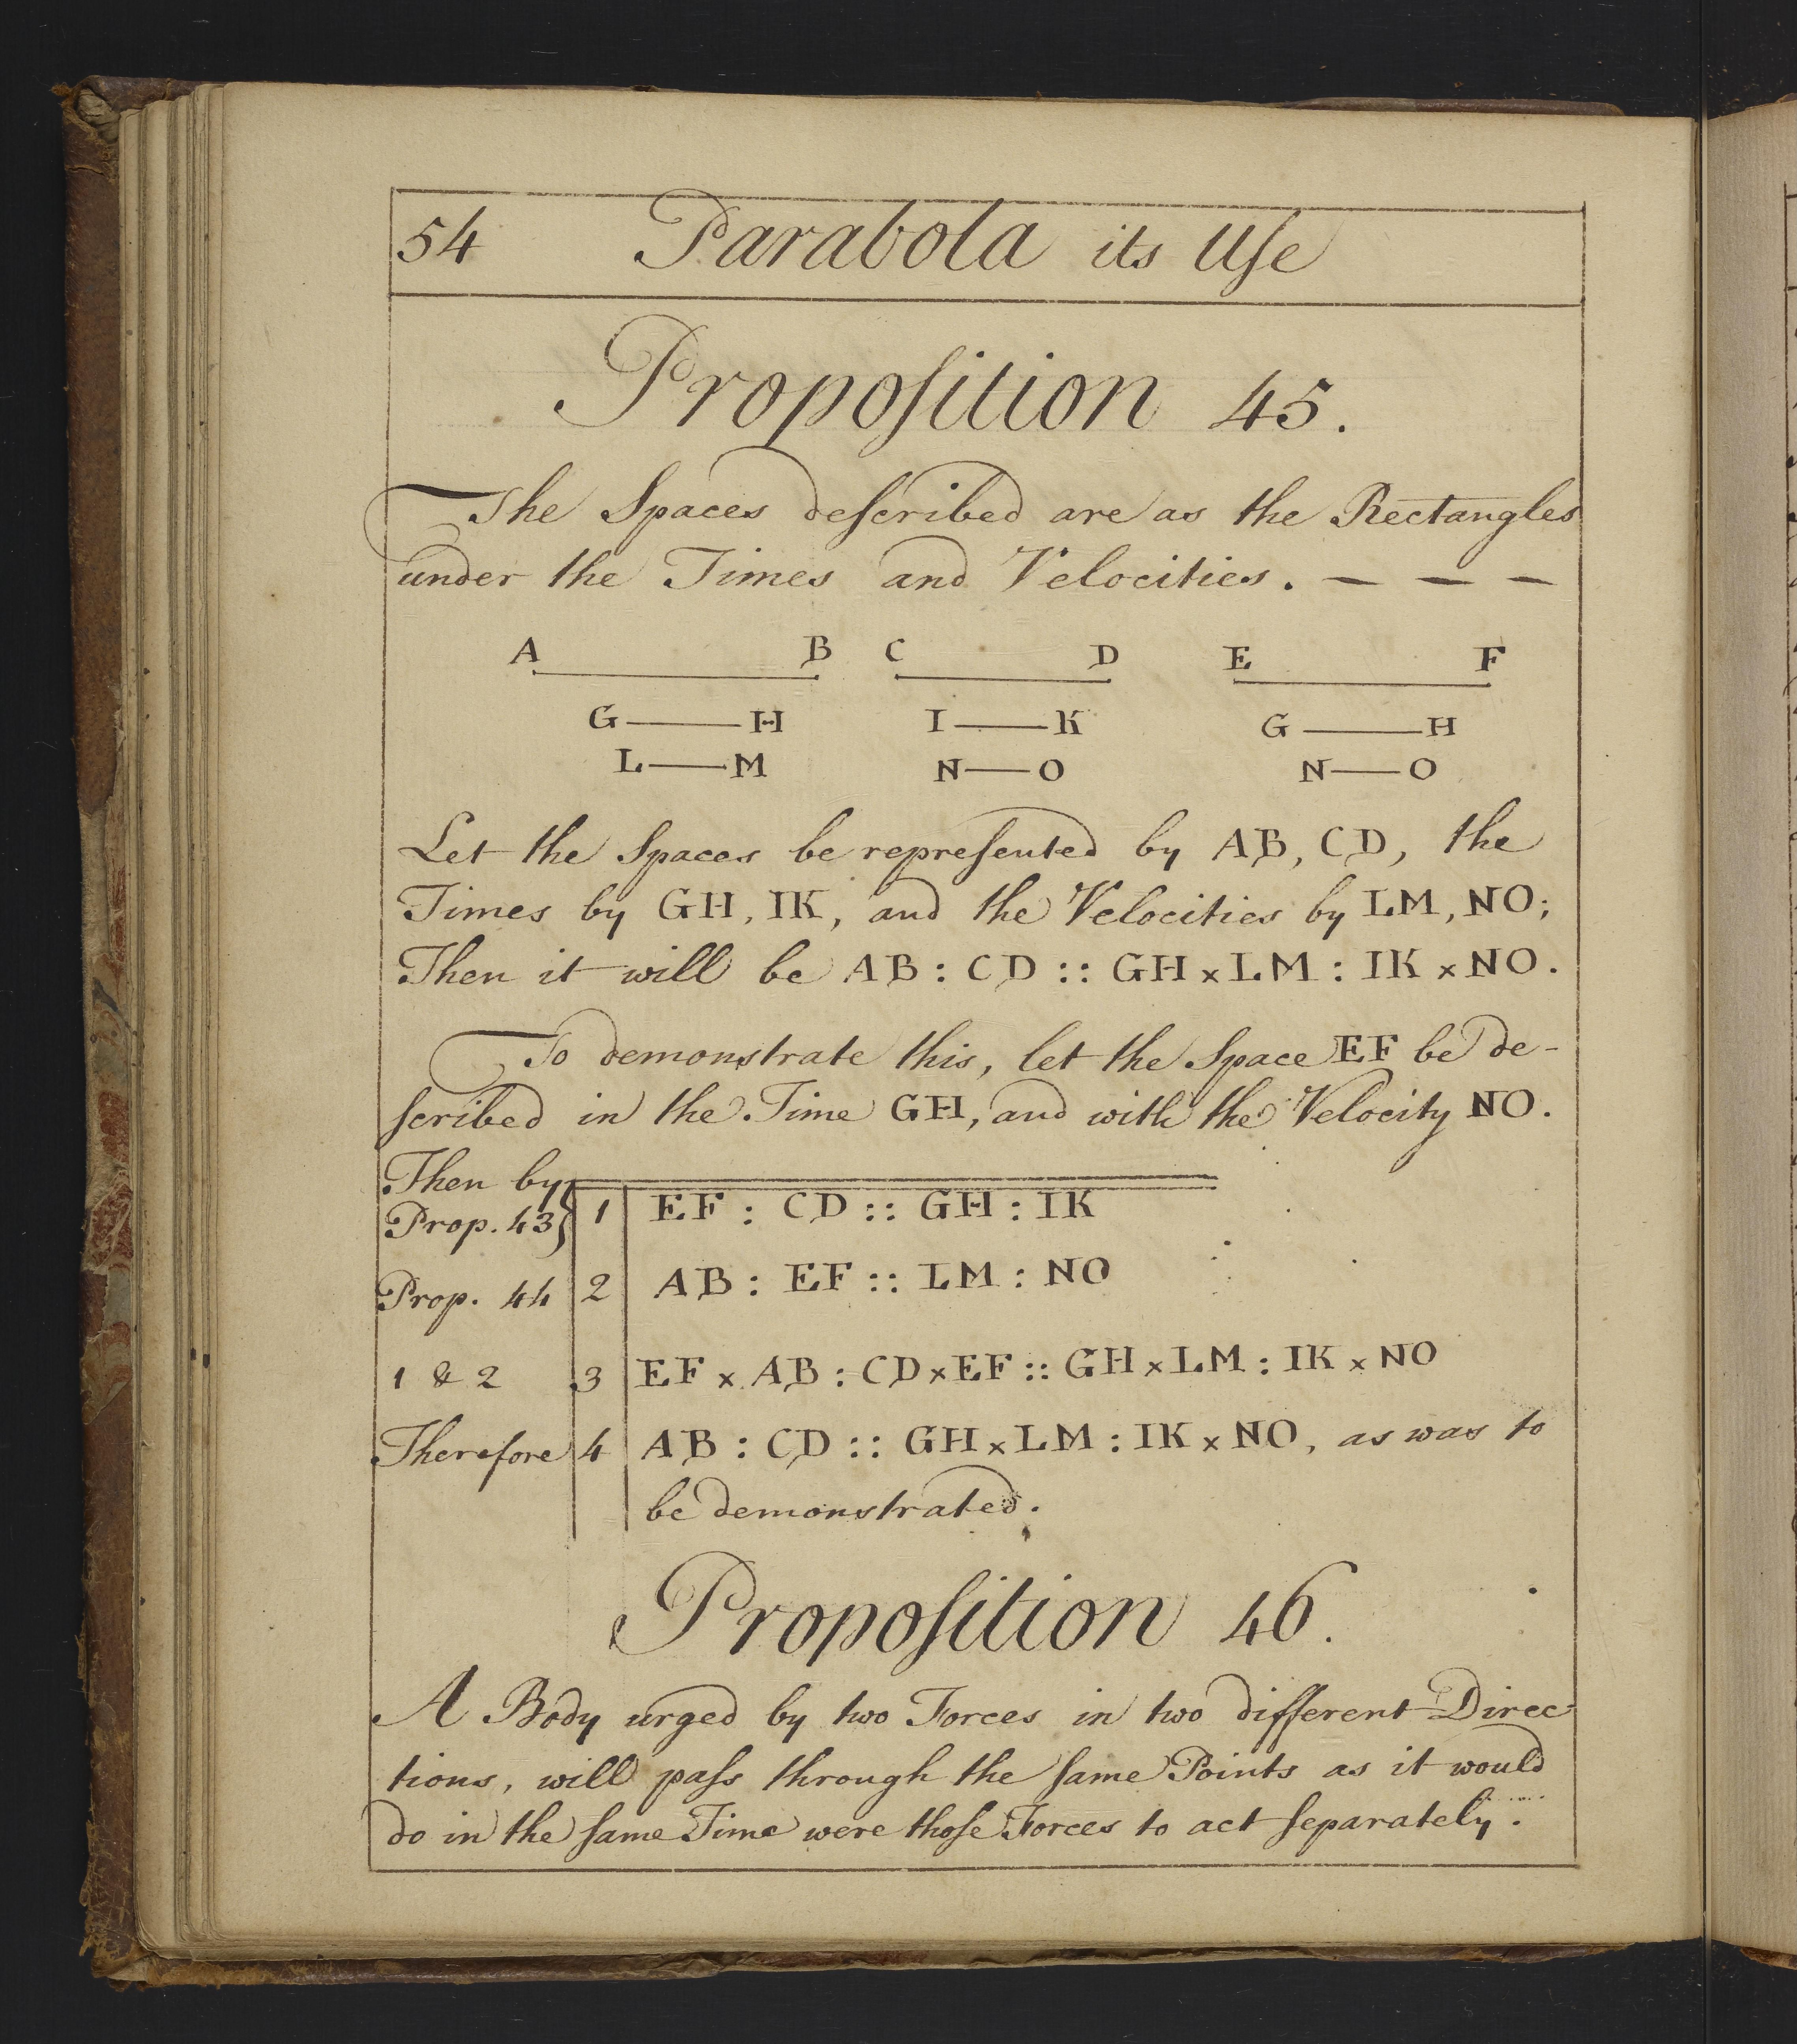 54 Parabola its Uſe
Propoſition 45.
The Spaces deſcribed are as the Rectangles
under the Times and Velocities. — — —
A B C D E F
G——H I——K G——H
L——M N——O N——O
Let the Spaces be repreſented by AB, CD, the
Times by GH, IK, and the Velocities by LM, NO;
Then it will be AB : CD :: GH × LM : IK × NO.
To demonstrate this, let the Space EF be de-
ſcribed in the Time GH, and with the Velocity NO.
Then by
Prop. 43} 1 EF : CD :: GH : IK
Prop. 44 2 AB : EF :: LM : NO
1 & 2 3 EF × AB : CD × EF :: GH × LM : IK × NO
Therefore 4 AB : CD :: GH × LM : IK × NO, as was to
be demonstrated.
Propoſition 46.
A Body urged by two Forces in two different Direc-
tions, will paſs through the ſame Points as it would
do in the ſame Time were thoſe Forces to act ſeparately.